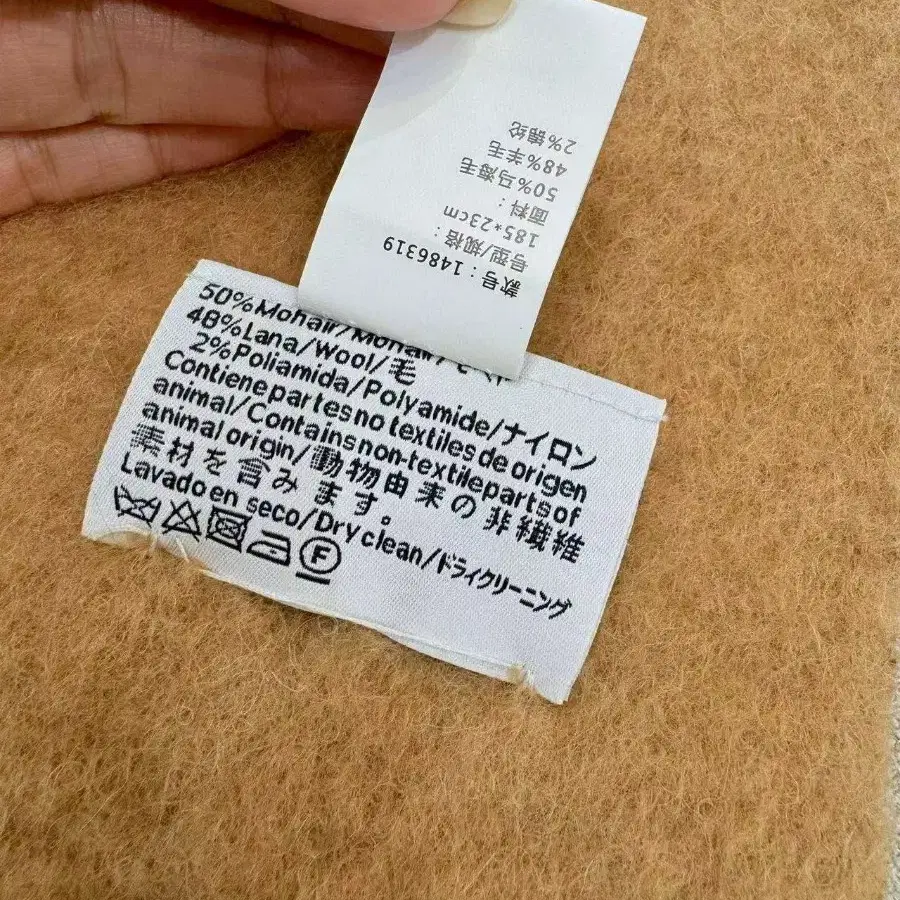 款号：1486319
号型/规格：
185*23cm
面料：
50%马海毛
48%羊毛
2%锦纶
50%Mohair/Mohair/モヘア
48%Lana/Wool/毛
2%Poliamida/Polyamide/ナイロン
Contiene partes no textiles de origen
animal/Contains non-textile parts of
animal origin/動物由来の非繊維
素材を含みます。
Lavado en seco/Dry clean/ドライクリーニング
F